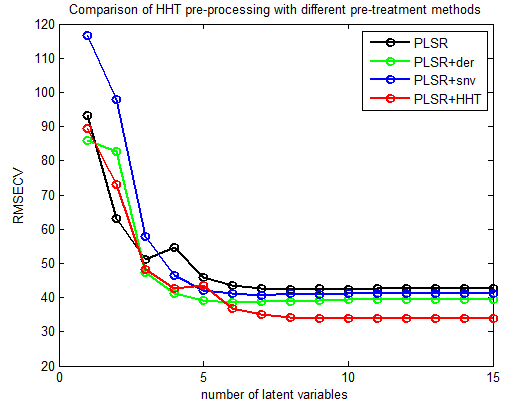 Comparison of HHT pre-processing with different pre-treatment methods
120
110
100
90
80
70
60
50
40
30
20
RMSECV
PLSR
PLSR+der
PLSR+snv
PLSR+HHT
0
5
10
15
number of latent variables